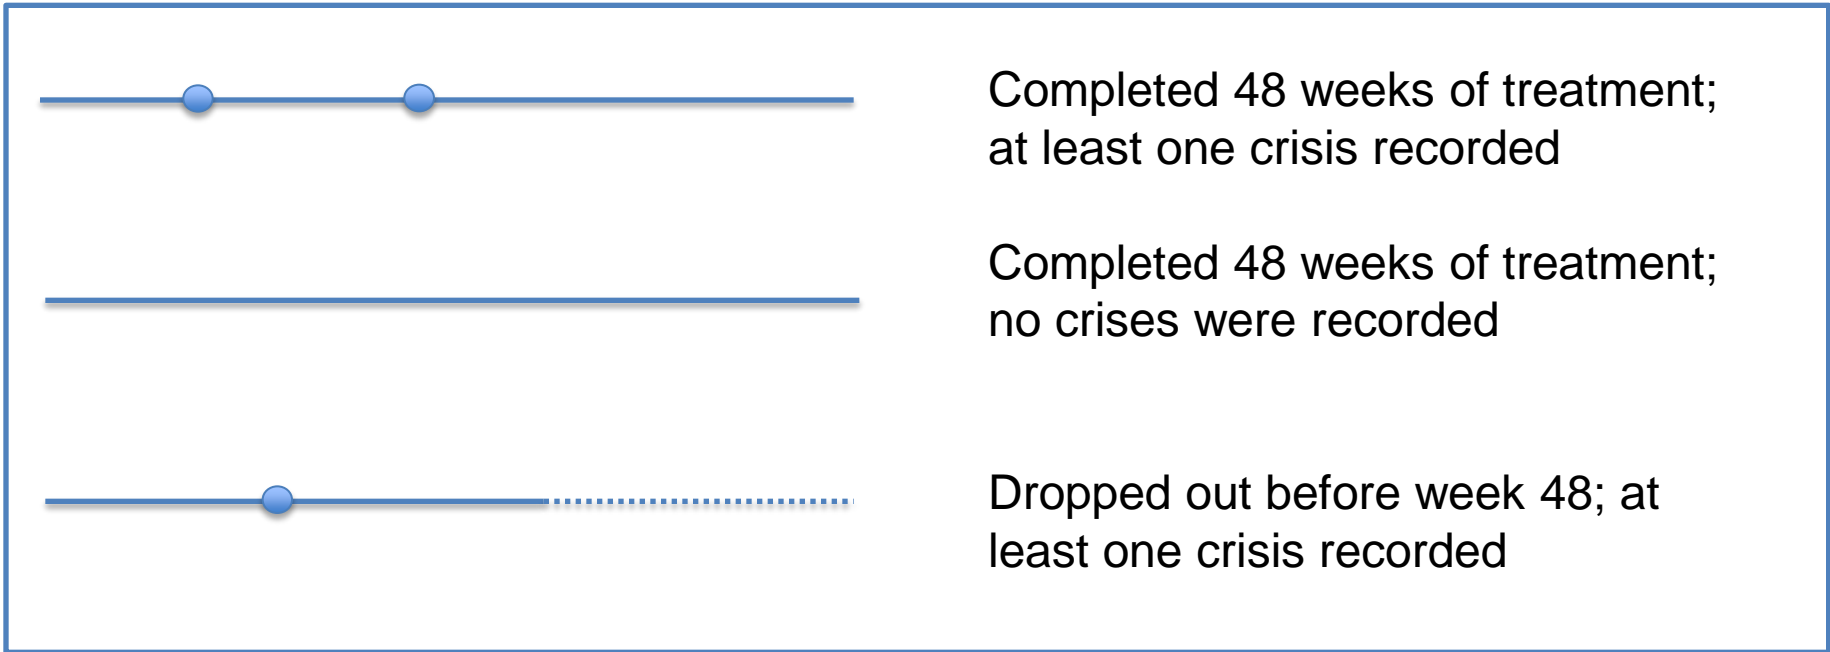 Completed 48 weeks of treatment;
at least one crisis recorded
Completed 48 weeks of treatment;
no crises were recorded
Dropped out before week 48; at
least one crisis recorded